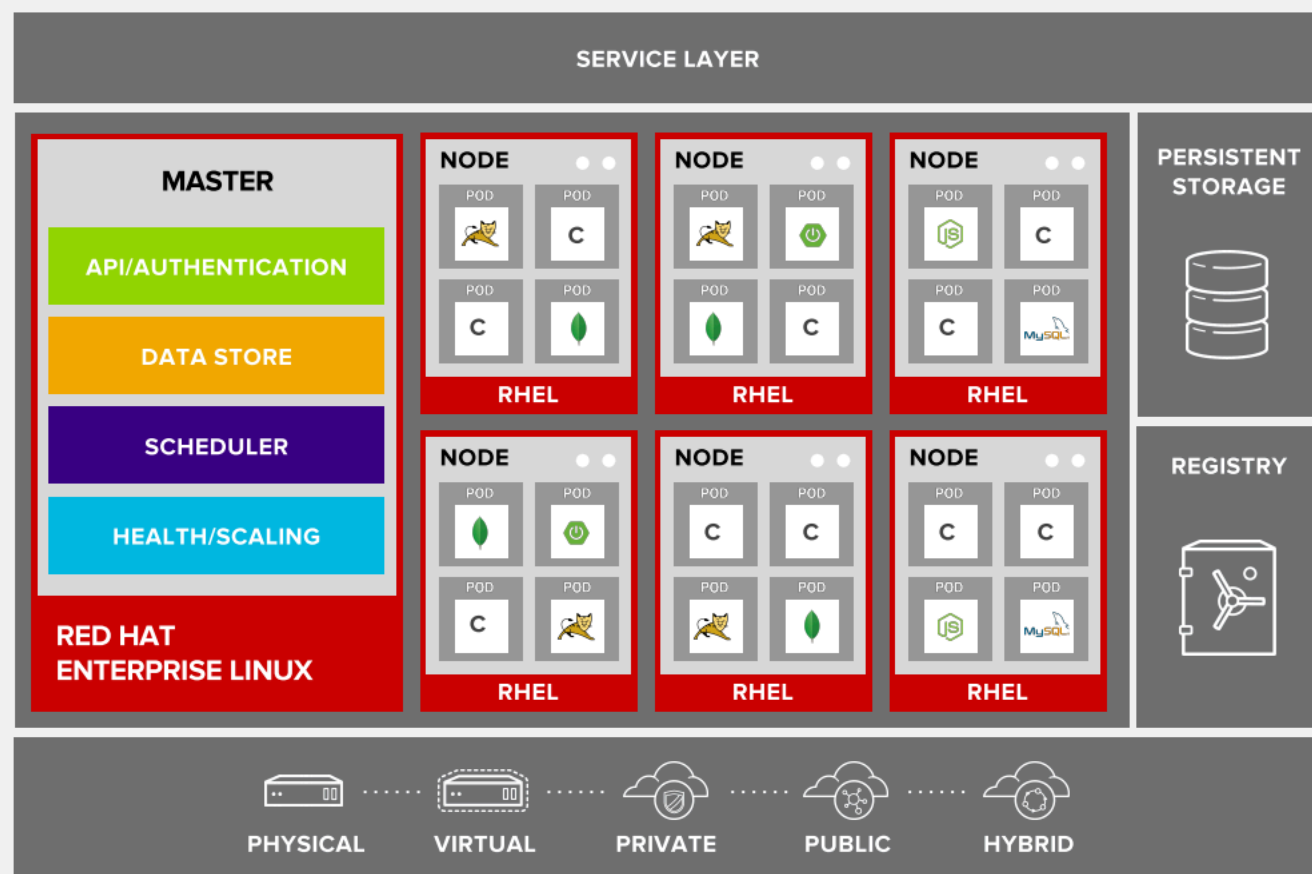 SERVICE LAYER
MASTER
API/AUTHENTICATION
DATA STORE
SCHEDULER
HEALTH/SCALING
RED HAT
ENTERPRISE LINUX
NODE
POD
POD
C
POD
POD
C
RHEL
NODE
POD
POD
POD
POD
C
RHEL
NODE
POD
POD
JS
C
POD
POD
C
MySQL
RHEL
NODE
POD
POD
POD
POD
C
RHEL
NODE
POD
POD
C
C
POD
POD
RHEL
NODE
POD
POD
C
C
POD
POD
JS
MySQL
RHEL
PERSISTENT
STORAGE
REGISTRY
PHYSICAL
VIRTUAL
PRIVATE
PUBLIC
HYBRID